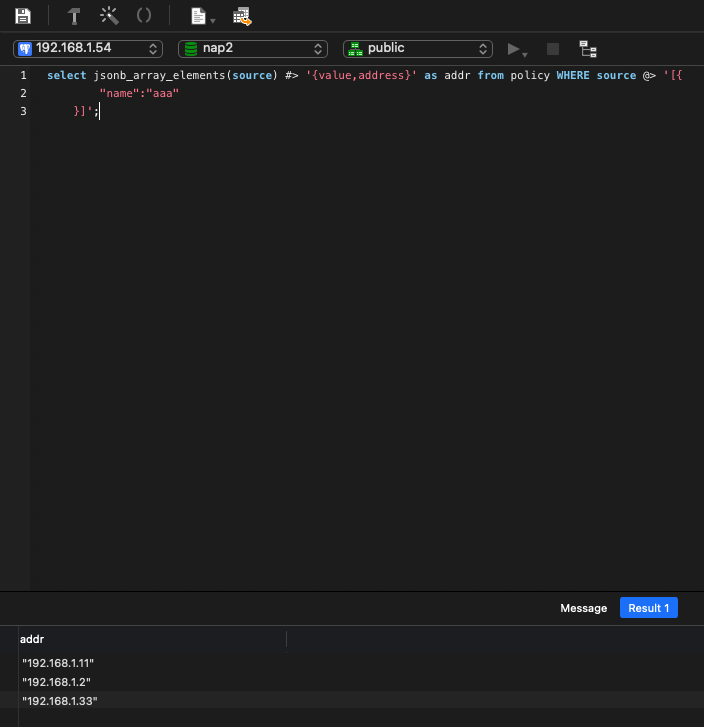 192.168.1.54 nap2 public
1 select jsonb_array_elements(source) #> '{value,address}' as addr from policy WHERE source @> '[{
2 "name":"aaa"
3 }]';
Message Result 1
addr
"192.168.1.11"
"192.168.1.2"
"192.168.1.33"